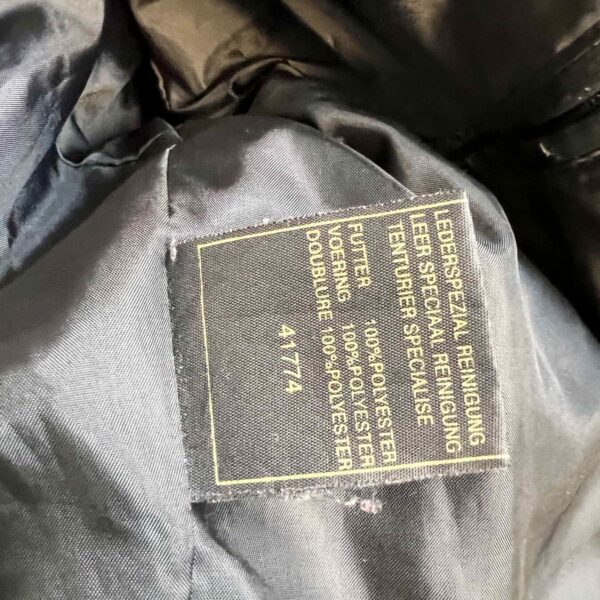 LEDERSPEZIAL REINIGUNG
LEER SPECIAAL REINIGUNG
TENTURIER SPECIALISE
FUTTER 100%POLYESTER
VOERING 100%POLYESTER
DOUBLURE 100%POLYESTER
41774